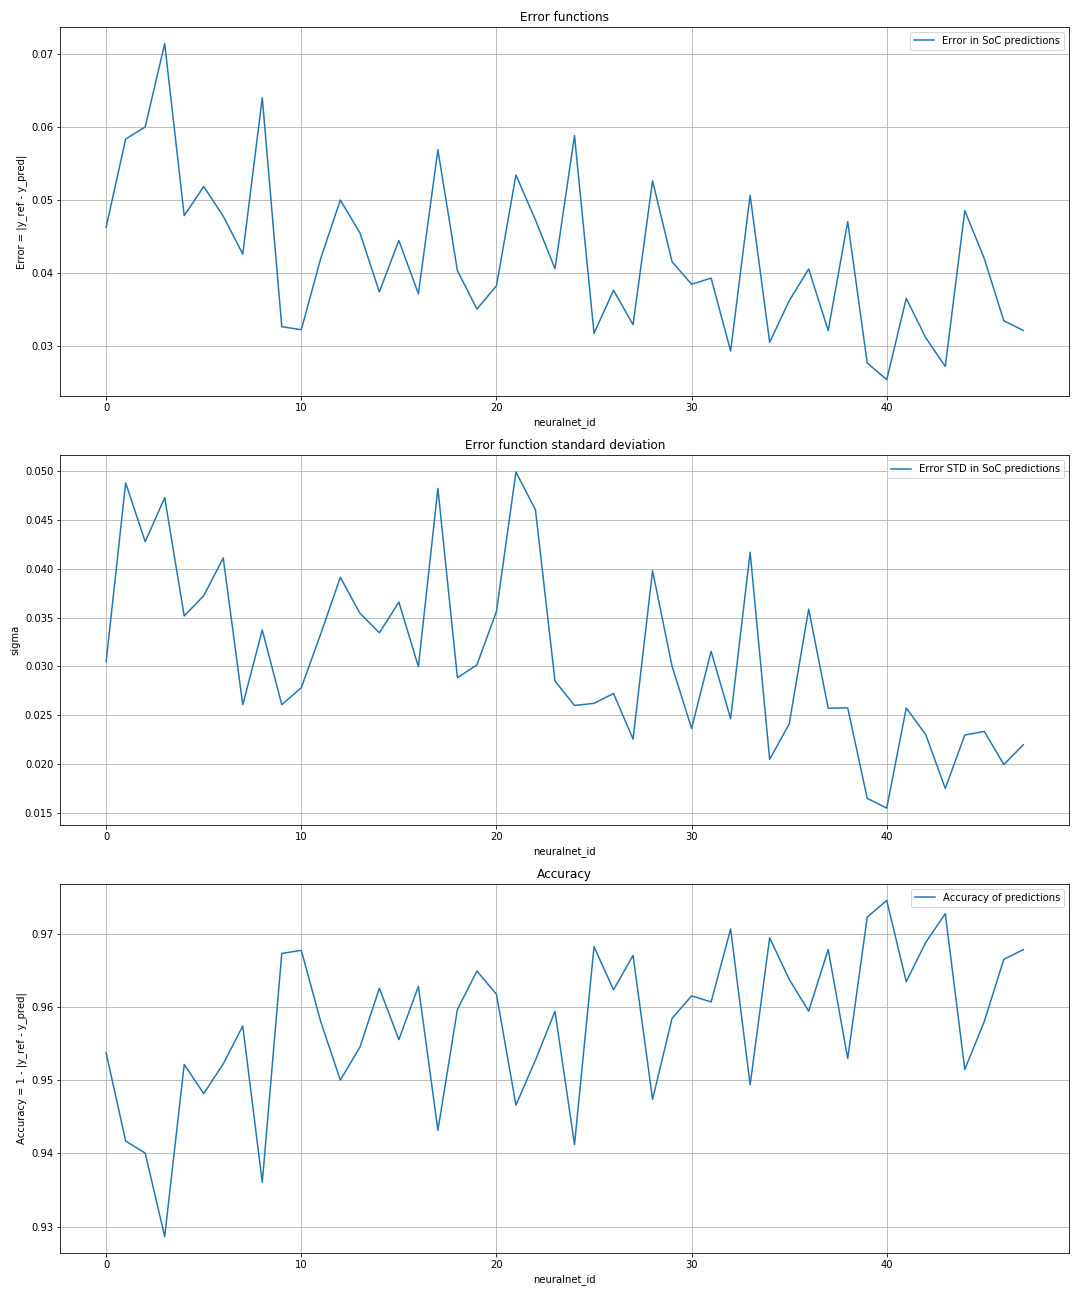 Error functions
Error in SoC predictions
0.07
0.06
0.05
0.04
0.03
Error = |y_ref - y_pred|
0
10
20
30
40
neuralnet_id
Error function standard deviation
Error STD in SoC predictions
0.050
0.045
0.040
0.035
0.030
0.025
0.020
0.015
sigma
0
10
20
30
40
neuralnet_id
Accuracy
Accuracy of predictions
0.97
0.96
0.95
0.94
0.93
Accuracy = 1 - |y_ref - y_pred|
0
10
20
30
40
neuralnet_id